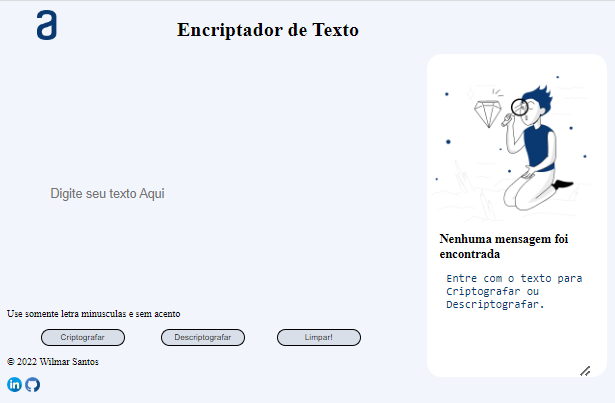 a
Encriptador de Texto
Digite seu texto Aqui
Nenhuma mensagem foi
encontrada
Entre com o texto para
Criptografar ou
Descriptografar.
Use somente letra minusculas e sem acento
Criptografar
Descriptografar
Limpar!
© 2022 Wilmar Santos
in